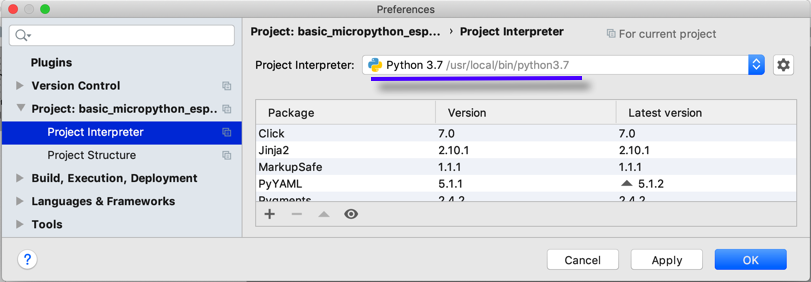 Preferences
Project: basic_micropython_esp... › Project Interpreter For current project
Plugins
Version Control
Project: basic_micropython_esp..
Project Interpreter
Project Structure
Build, Execution, Deployment
Languages & Frameworks
Tools
Project Interpreter: Python 3.7 /usr/local/bin/python3.7
Package Version Latest version
Click 7.0 7.0
Jinja2 2.10.1 2.10.1
MarkupSafe 1.1.1 1.1.1
PyYAML 5.1.1 5.1.2
Pygments 2.4.2 2.4.2
? Cancel Apply OK